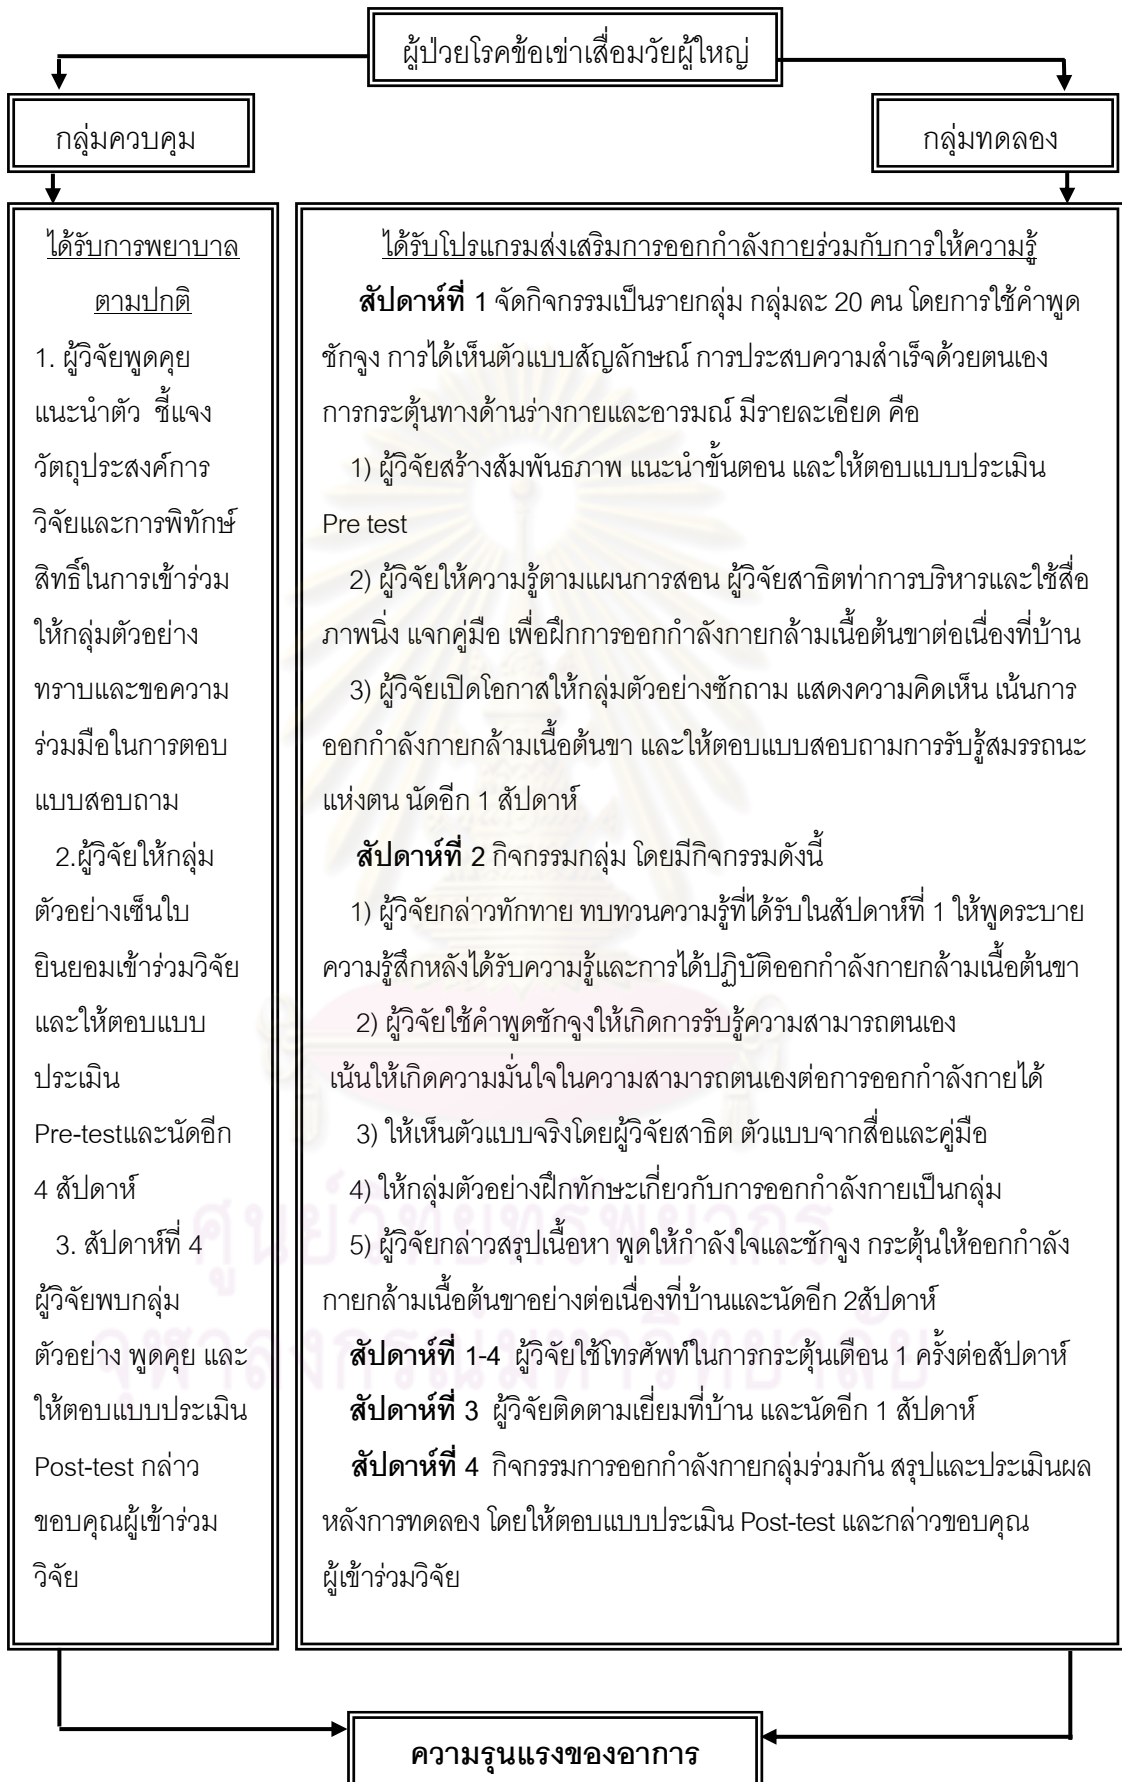 ผู้ป่วยโรคข้อเข่าเสื่อมวัยผู้ใหญ่
กลุ่มควบคุม
กลุ่มทดลอง
ได้รับการพยาบาล
ตามปกติ
1. ผู้วิจัยพูดคุย
แนะนำตัว ชี้แจง
วัตถุประสงค์การ
วิจัยและการพิทักษ์
สิทธิ์ในการเข้าร่วม
ให้กลุ่มตัวอย่าง
ทราบและขอความ
ร่วมมือในการตอบ
แบบสอบถาม
2.ผู้วิจัยให้กลุ่ม
ตัวอย่างเซ็นใบ
ยินยอมเข้าร่วมวิจัย
และให้ตอบแบบ
ประเมิน
Pre-testและนัดอีก
4 สัปดาห์
3. สัปดาห์ที่ 4
ผู้วิจัยพบกลุ่ม
ตัวอย่าง พูดคุย และ
ให้ตอบแบบประเมิน
Post-test กล่าว
ขอบคุณผู้เข้าร่วม
วิจัย
ได้รับโปรแกรมส่งเสริมการออกกำลังกายร่วมกับการให้ความรู้
สัปดาห์ที่ 1 จัดกิจกรรมเป็นรายกลุ่ม กลุ่มละ 20 คน โดยการใช้คำพูด
ชักจูง การได้เห็นตัวแบบสัญลักษณ์ การประสบความสำเร็จด้วยตนเอง
การกระตุ้นทางด้านร่างกายและอารมณ์ มีรายละเอียด คือ
1) ผู้วิจัยสร้างสัมพันธภาพ แนะนำขั้นตอน และให้ตอบแบบประเมิน
Pre test
2) ผู้วิจัยให้ความรู้ตามแผนการสอน ผู้วิจัยสาธิตท่าการบริหารและใช้สื่อ
ภาพนิ่ง แจกคู่มือ เพื่อฝึกการออกกำลังกายกล้ามเนื้อต้นขาต่อเนื่องที่บ้าน
3) ผู้วิจัยเปิดโอกาสให้กลุ่มตัวอย่างซักถาม แสดงความคิดเห็น เน้นการ
ออกกำลังกายกล้ามเนื้อต้นขา และให้ตอบแบบสอบถามการรับรู้สมรรถนะ
แห่งตน นัดอีก 1 สัปดาห์
สัปดาห์ที่ 2 กิจกรรมกลุ่ม โดยมีกิจกรรมดังนี้
1) ผู้วิจัยกล่าวทักทาย ทบทวนความรู้ที่ได้รับในสัปดาห์ที่ 1 ให้พูดระบาย
ความรู้สึกหลังได้รับความรู้และการได้ปฏิบัติออกกำลังกายกล้ามเนื้อต้นขา
2) ผู้วิจัยใช้คำพูดชักจูงให้เกิดการรับรู้ความสามารถตนเอง
เน้นให้เกิดความมั่นใจในความสามารถตนเองต่อการออกกำลังกายได้
3) ให้เห็นตัวแบบจริงโดยผู้วิจัยสาธิต ตัวแบบจากสื่อและคู่มือ
4) ให้กลุ่มตัวอย่างฝึกทักษะเกี่ยวกับการออกกำลังกายเป็นกลุ่ม
5) ผู้วิจัยกล่าวสรุปเนื้อหา พูดให้กำลังใจและชักจูง กระตุ้นให้ออกกำลัง
กายกล้ามเนื้อต้นขาอย่างต่อเนื่องที่บ้านและนัดอีก 2สัปดาห์
สัปดาห์ที่ 1-4 ผู้วิจัยใช้โทรศัพท์ในการกระตุ้นเตือน 1 ครั้งต่อสัปดาห์
สัปดาห์ที่ 3 ผู้วิจัยติดตามเยี่ยมที่บ้าน และนัดอีก 1 สัปดาห์
สัปดาห์ที่ 4 กิจกรรมการออกกำลังกายกลุ่มร่วมกัน สรุปและประเมินผล
หลังการทดลอง โดยให้ตอบแบบประเมิน Post-test และกล่าวขอบคุณ
ผู้เข้าร่วมวิจัย
ศูนย์วิทยทรัพยากร
จุฬาลงกรณ์มหาวิทยาลัย
ความรุนแรงของอาการ